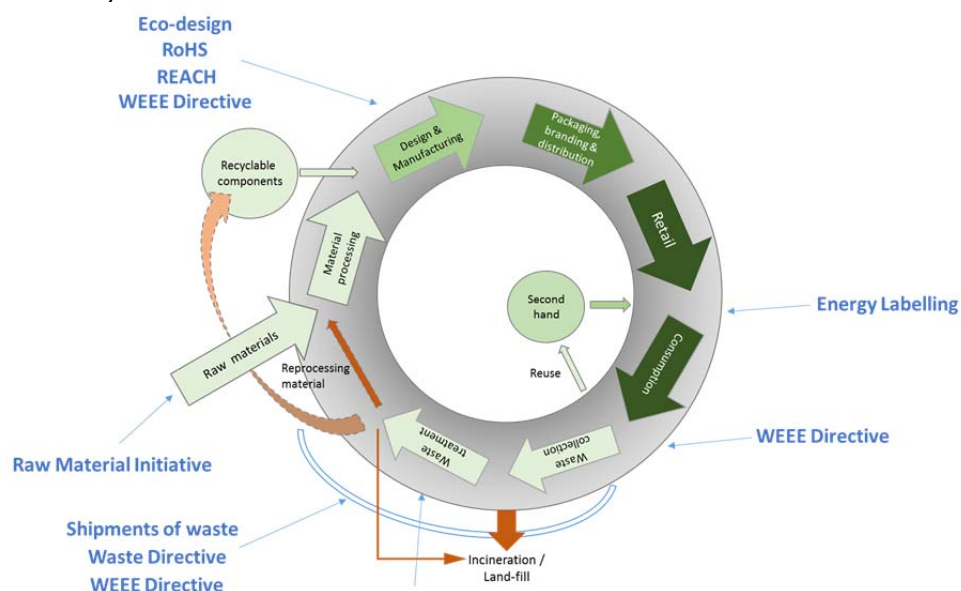 Eco-design
RoHS
REACH
WEEE Directive
Design &
Manufacturing
Packaging,
branding &
distribution
Recyclable
components
Retail
Material
processing
Second
hand
Energy Labelling
Raw materials
Reprocessing
material
Reuse
Consumption
Waste
treatment
Waste
collection
WEEE Directive
Raw Material Initiative
Shipments of waste
Waste Directive
WEEE Directive
Incineration /
Land-fill